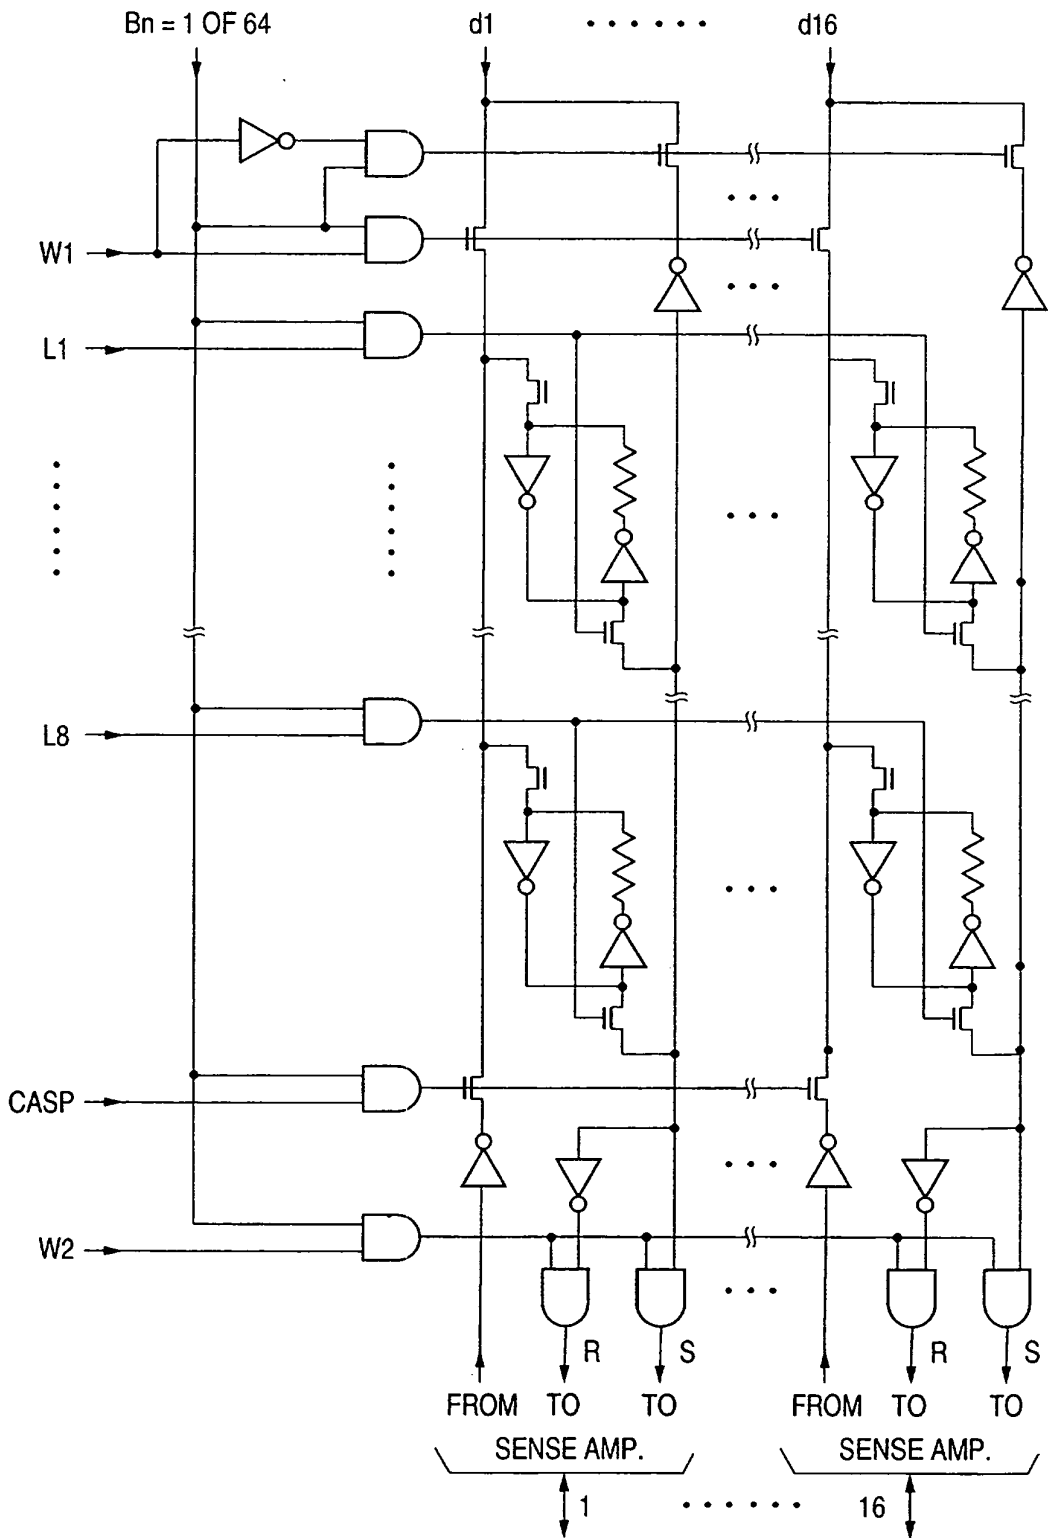 Bn = 1 OF 64
d1
d16
W1
L1
L8
CASP
W2
R
S
R
S
FROM TO TO
FROM TO TO
SENSE AMP.
SENSE AMP.
1
16